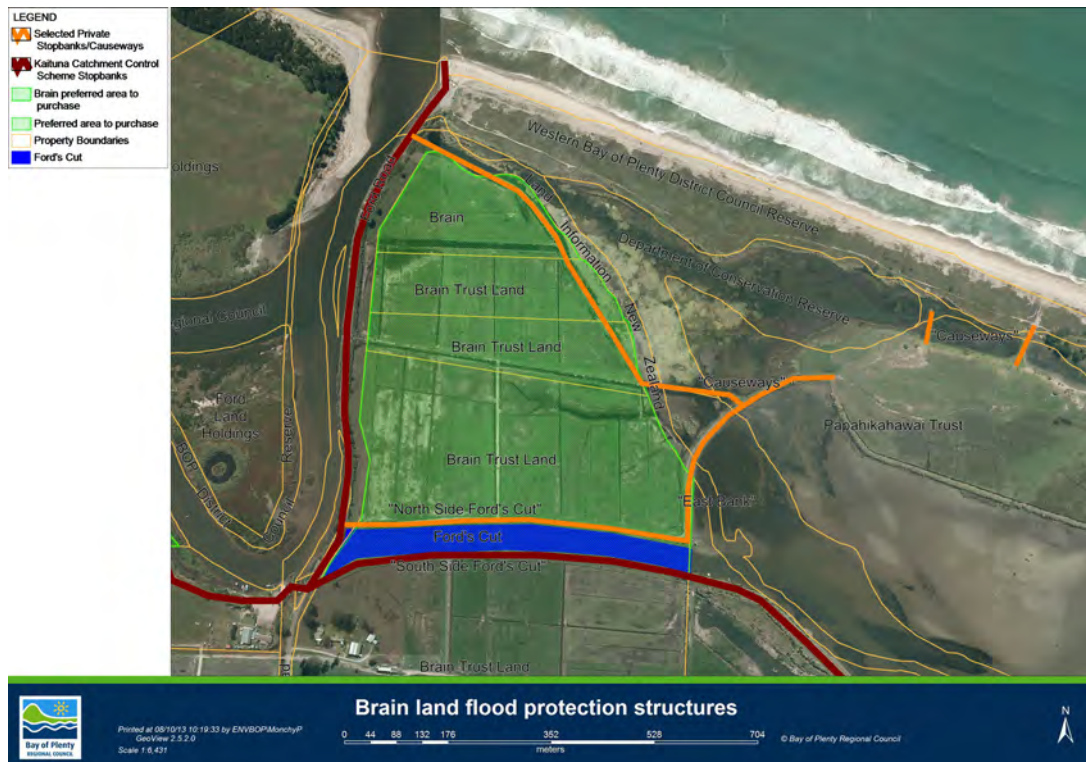 LEGEND
Selected Private
Stopbanks/Causeways
Kaituna Catchment Control
Scheme Stopbanks
Brain preferred area to
purchase
Preferred area to purchase
Property Boundaries
Ford's Cut
oldings
Western Bay of Plenty District Council Reserve
Land Information New Zealand
Department of Conservation Reserve
Brain
Brain Trust Land
Brain Trust Land
egional Council
"Causeways"
"Causeways"
Ford
Land
Holdings
Reserve
Papahikahawai Trust
BOP District Council
Brain Trust Land
"East Bank"
"North Side Ford's Cut"
Ford's Cut
"South Side Ford's Cut"
Brain Trust Land
Bay of Plenty
REGIONAL COUNCIL
Printed at 08/10/13 10:19:33 by ENVBOP\MonchyP
GeoView 2.5.2.0
Scale 1:6,431
Brain land flood protection structures
0 44 88 132 176 352 528 704
meters
© Bay of Plenty Regional Council
N